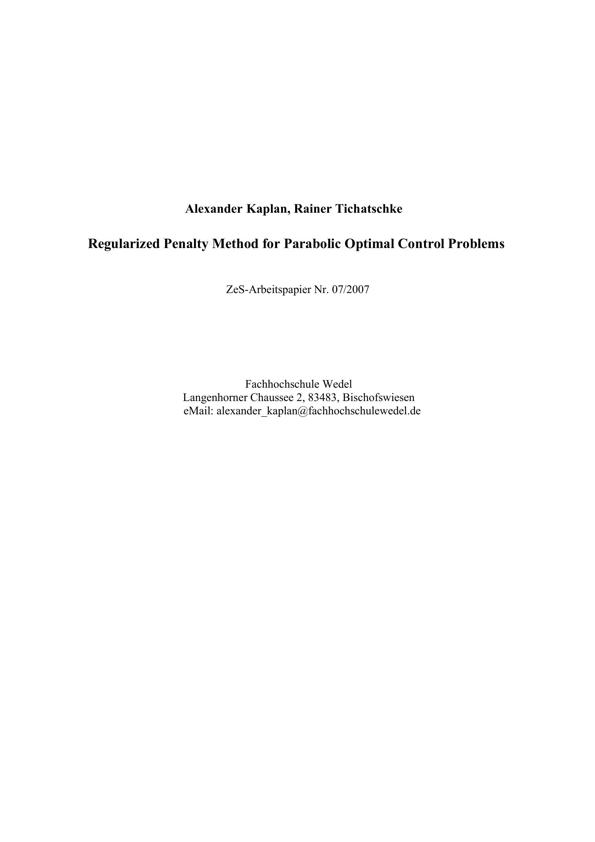 Alexander Kaplan, Rainer Tichatschke
Regularized Penalty Method for Parabolic Optimal Control Problems
ZeS-Arbeitspapier Nr. 07/2007
Fachhochschule Wedel
Langenhorner Chaussee 2, 83483, Bischofswiesen
eMail: alexander_kaplan@fachhochschulewedel.de